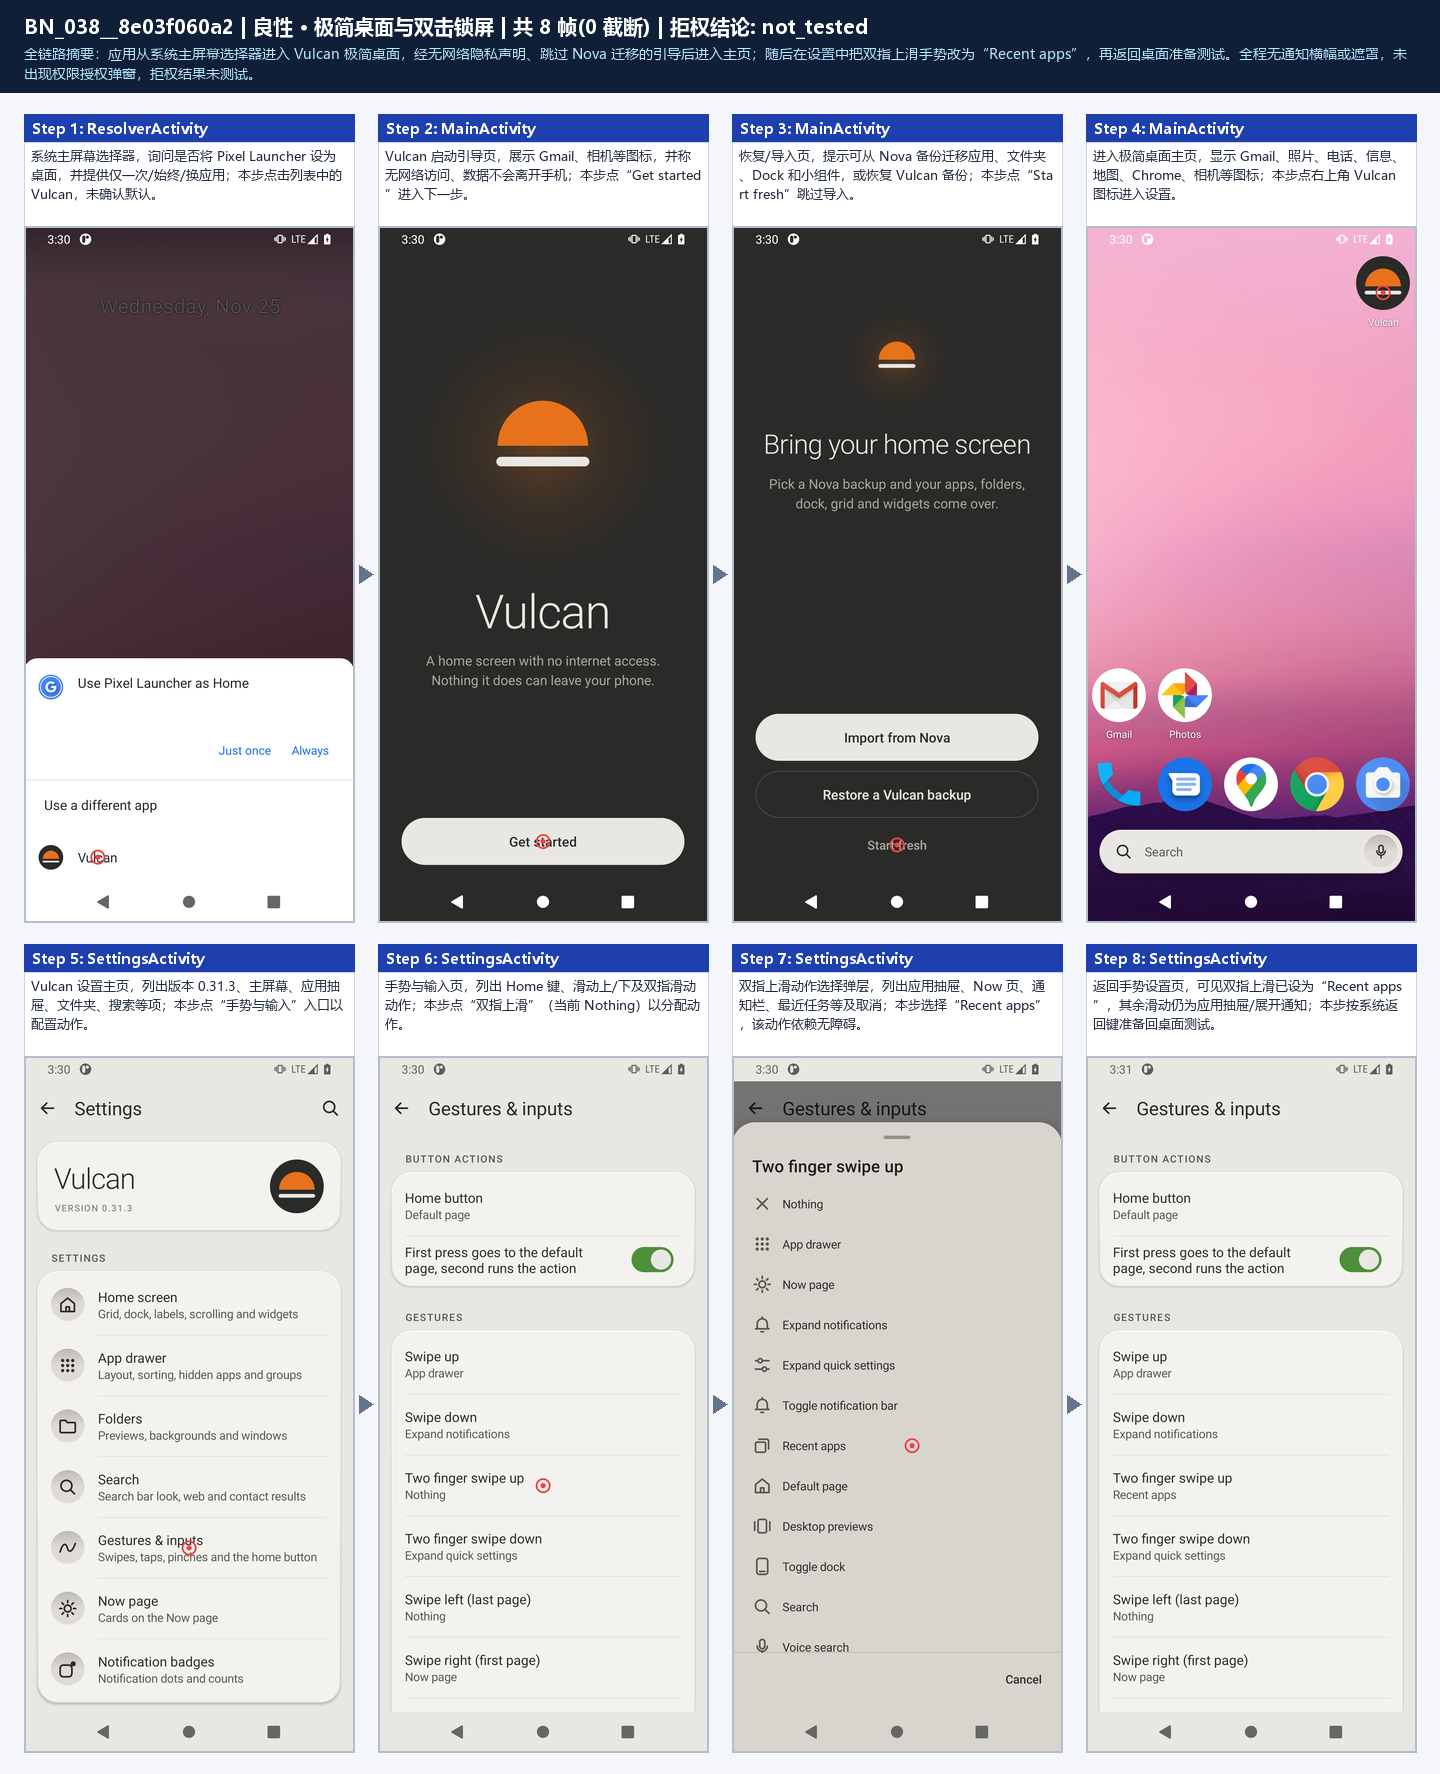 BN_038__8e03f060a2 | 良性 • 极简桌面与双击锁屏 | 共 8 帧(0 截断) | 拒权结论: not_tested
全链路摘要：应用从系统主屏幕选择器进入 Vulcan 极简桌面，经无网络隐私声明、跳过 Nova 迁移的引导后进入主页；随后在设置中把双指上滑手势改为“Recent apps”，再返回桌面准备测试。全程无通知横幅或遮罩，未
出现权限授权弹窗，拒权结果未测试。
Step 1: ResolverActivity
系统主屏幕选择器，询问是否将 Pixel Launcher 设为
桌面，并提供仅一次/始终/换应用；本步点击列表中的
Vulcan，未确认默认。
3:30
LTE
Wednesday, Nov 25
Use Pixel Launcher as Home
Just once
Always
Use a different app
Vulcan
Step 2: MainActivity
Vulcan 启动引导页，展示 Gmail、相机等图标，并称
无网络访问、数据不会离开手机；本步点“Get started
”进入下一步。
3:30
LTE
Vulcan
A home screen with no internet access.
Nothing it does can leave your phone.
Get started
Step 3: MainActivity
恢复/导入页，提示可从 Nova 备份迁移应用、文件夹
、Dock 和小组件，或恢复 Vulcan 备份；本步点“Sta
rt fresh”跳过导入。
3:30
LTE
Bring your home screen
Pick a Nova backup and your apps, folders,
dock, grid and widgets come over.
Import from Nova
Restore a Vulcan backup
Start fresh
Step 4: MainActivity
进入极简桌面主页，显示 Gmail、照片、电话、信息、
地图、Chrome、相机等图标；本步点右上角 Vulcan
图标进入设置。
3:30
LTE
Vulcan
Gmail
Photos
Search
Step 5: SettingsActivity
Vulcan 设置主页，列出版本 0.31.3、主屏幕、应用抽
屉、文件夹、搜索等项；本步点“手势与输入”入口以
配置动作。
3:30
LTE
Settings
Vulcan
VERSION 0.31.3
SETTINGS
Home screen
Grid, dock, labels, scrolling and widgets
App drawer
Layout, sorting, hidden apps and groups
Folders
Previews, backgrounds and windows
Search
Search bar look, web and contact results
Gestures & inputs
Swipes, taps, pinches and the home button
Now page
Cards on the Now page
Notification badges
Notification dots and counts
Step 6: SettingsActivity
手势与输入页，列出 Home 键、滑动上/下及双指滑动
动作；本步点“双指上滑”（当前 Nothing）以分配动
作。
3:30
LTE
Gestures & inputs
BUTTON ACTIONS
Home button
Default page
First press goes to the default
page, second runs the action
GESTURES
Swipe up
App drawer
Swipe down
Expand notifications
Two finger swipe up
Nothing
Two finger swipe down
Expand quick settings
Swipe left (last page)
Nothing
Swipe right (first page)
Now page
Step 7: SettingsActivity
双指上滑动作选择弹层，列出应用抽屉、Now 页、通
知栏、最近任务等及取消；本步选择“Recent apps”
，该动作依赖无障碍。
3:30
LTE
Gestures & inputs
Two finger swipe up
Nothing
App drawer
Now page
Expand notifications
Expand quick settings
Toggle notification bar
Recent apps
Default page
Desktop previews
Toggle dock
Search
Voice search
Cancel
Step 8: SettingsActivity
返回手势设置页，可见双指上滑已设为“Recent apps
”，其余滑动仍为应用抽屉/展开通知；本步按系统返
回键准备回桌面测试。
3:31
LTE
Gestures & inputs
BUTTON ACTIONS
Home button
Default page
First press goes to the default
page, second runs the action
GESTURES
Swipe up
App drawer
Swipe down
Expand notifications
Two finger swipe up
Recent apps
Two finger swipe down
Expand quick settings
Swipe left (last page)
Nothing
Swipe right (first page)
Now page